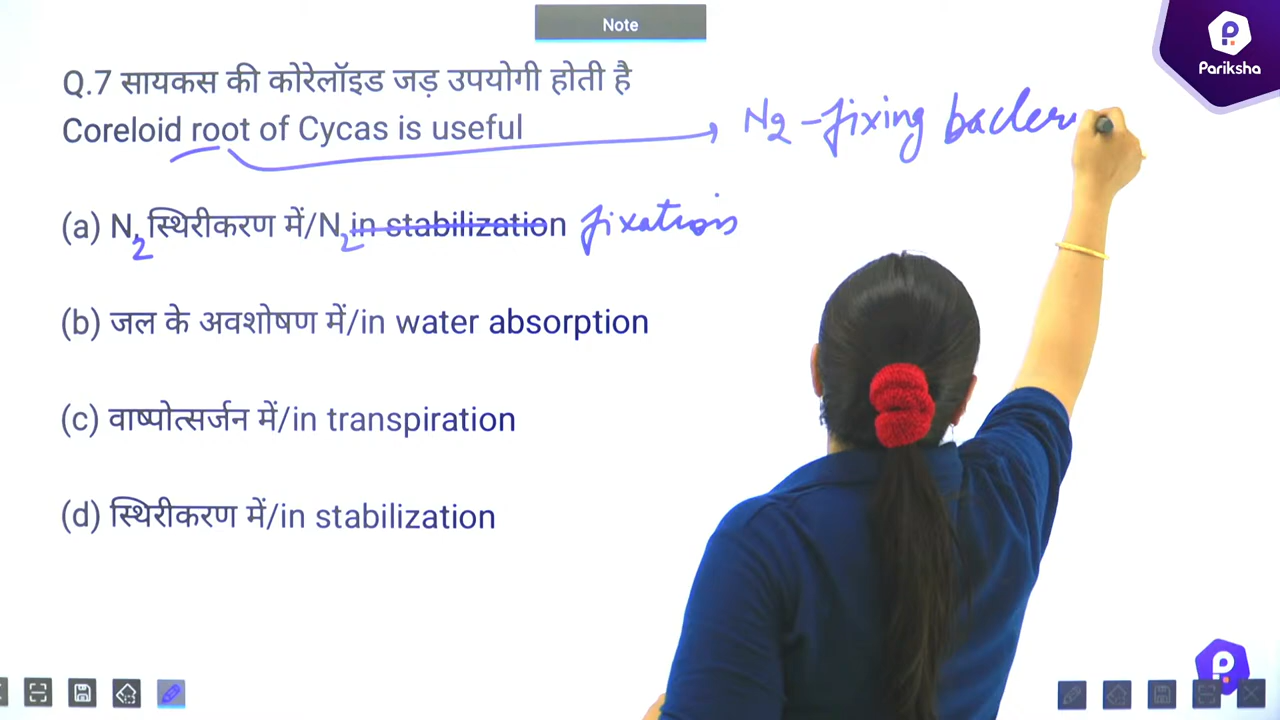 Note
Pariksha
Q.7 सायकस की कोरेलॉइड जड़ उपयोगी होती है
Coreloid root of Cycas is useful
N2-fixing bacter
(a) N2 स्थिरीकरण में/N2 in stabilization fixation
(b) जल के अवशोषण में/in water absorption
(c) वाष्पोत्सर्जन में/in transpiration
(d) स्थिरीकरण में/in stabilization